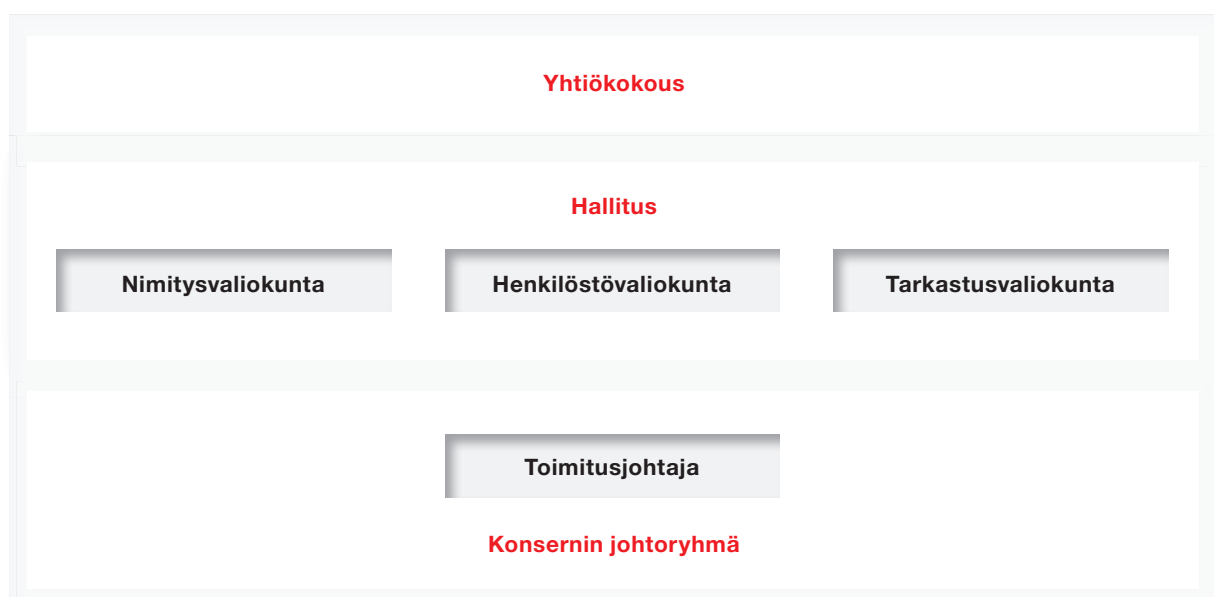 Yhtiökokous
Hallitus
Nimitysvaliokunta
Henkilöstövaliokunta
Tarkastusvaliokunta
Toimitusjohtaja
Konsernin johtoryhmä